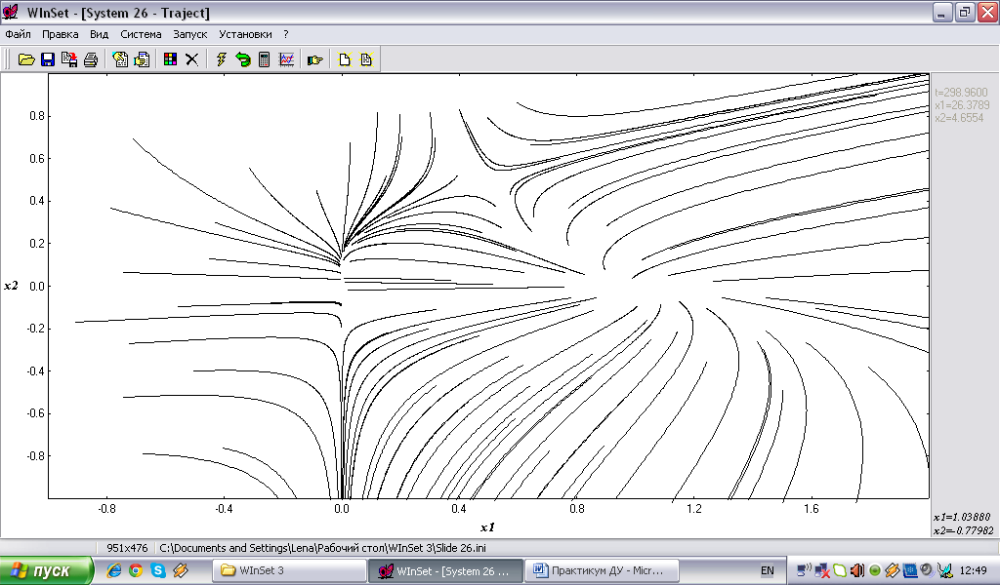 WInSet - [System 26 - Traject]
Файл Правка Вид Система Запуск Установки ?
t=298.9600
x1=26.3789
x2=4.6554
0.8
0.6
0.4
0.2
x2 0.0
-0.2
-0.4
-0.6
-0.8
-0.8 -0.4 0.0 0.4 0.8 1.2 1.6
x1
x1=1.03880
x2=-0.77982
951x476 C:\Documents and Settings\Lena\Рабочий стол\WInSet 3\Slide 26.ini
пуск WInSet 3 WInSet - [System 26 ... Практикум ДУ - Micr... EN 12:49